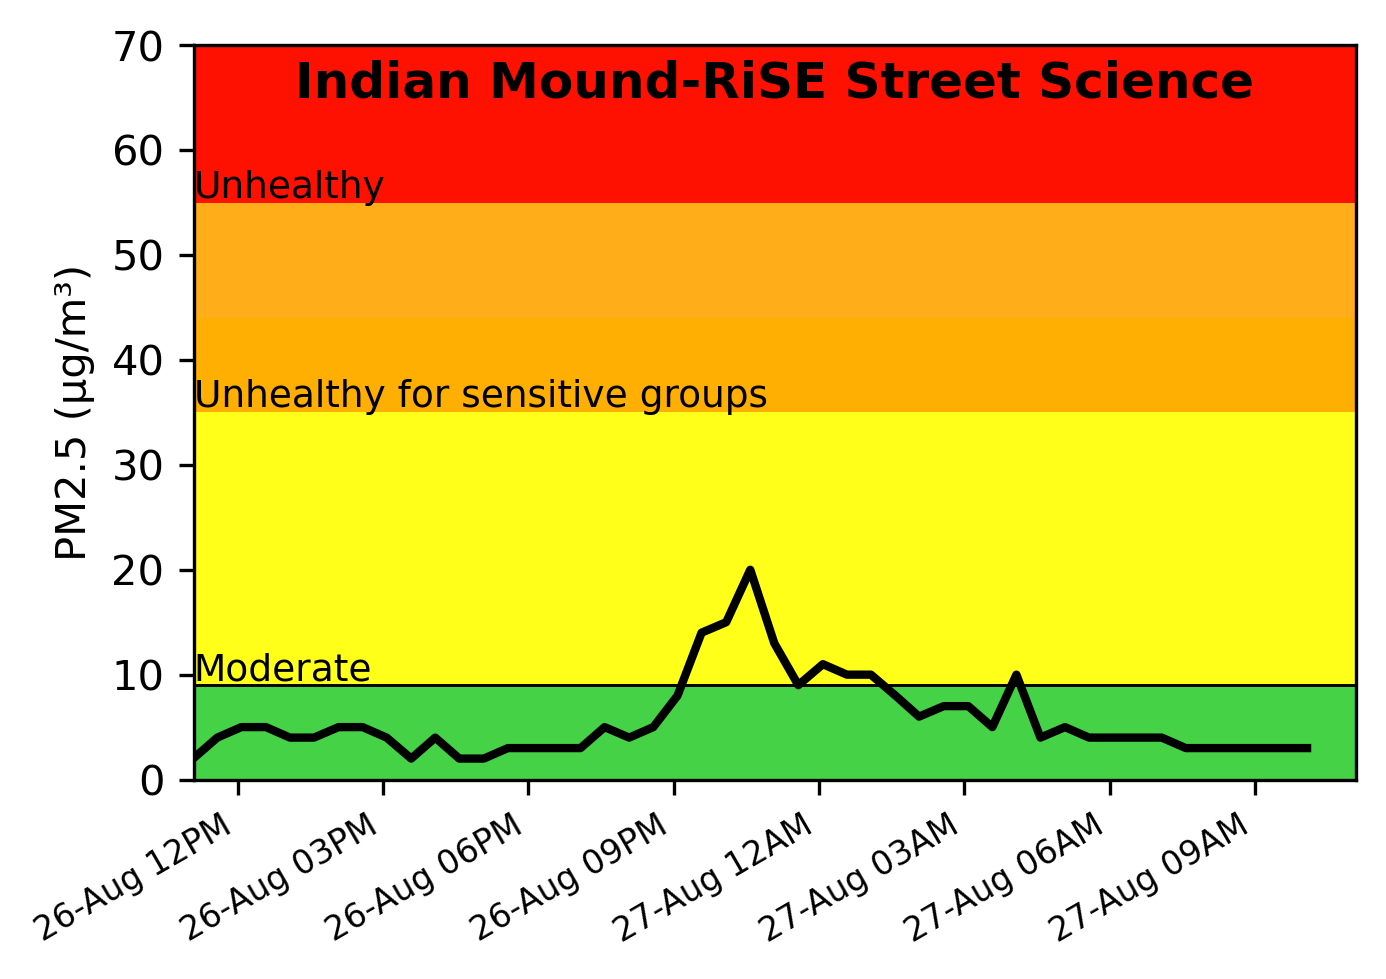 Indian Mound-RiSE Street Science
PM2.5 (µg/m³)
70
60
50
40
30
20
10
0
Unhealthy
Unhealthy for sensitive groups
Moderate
26-Aug 12PM
26-Aug 03PM
26-Aug 06PM
26-Aug 09PM
27-Aug 12AM
27-Aug 03AM
27-Aug 06AM
27-Aug 09AM